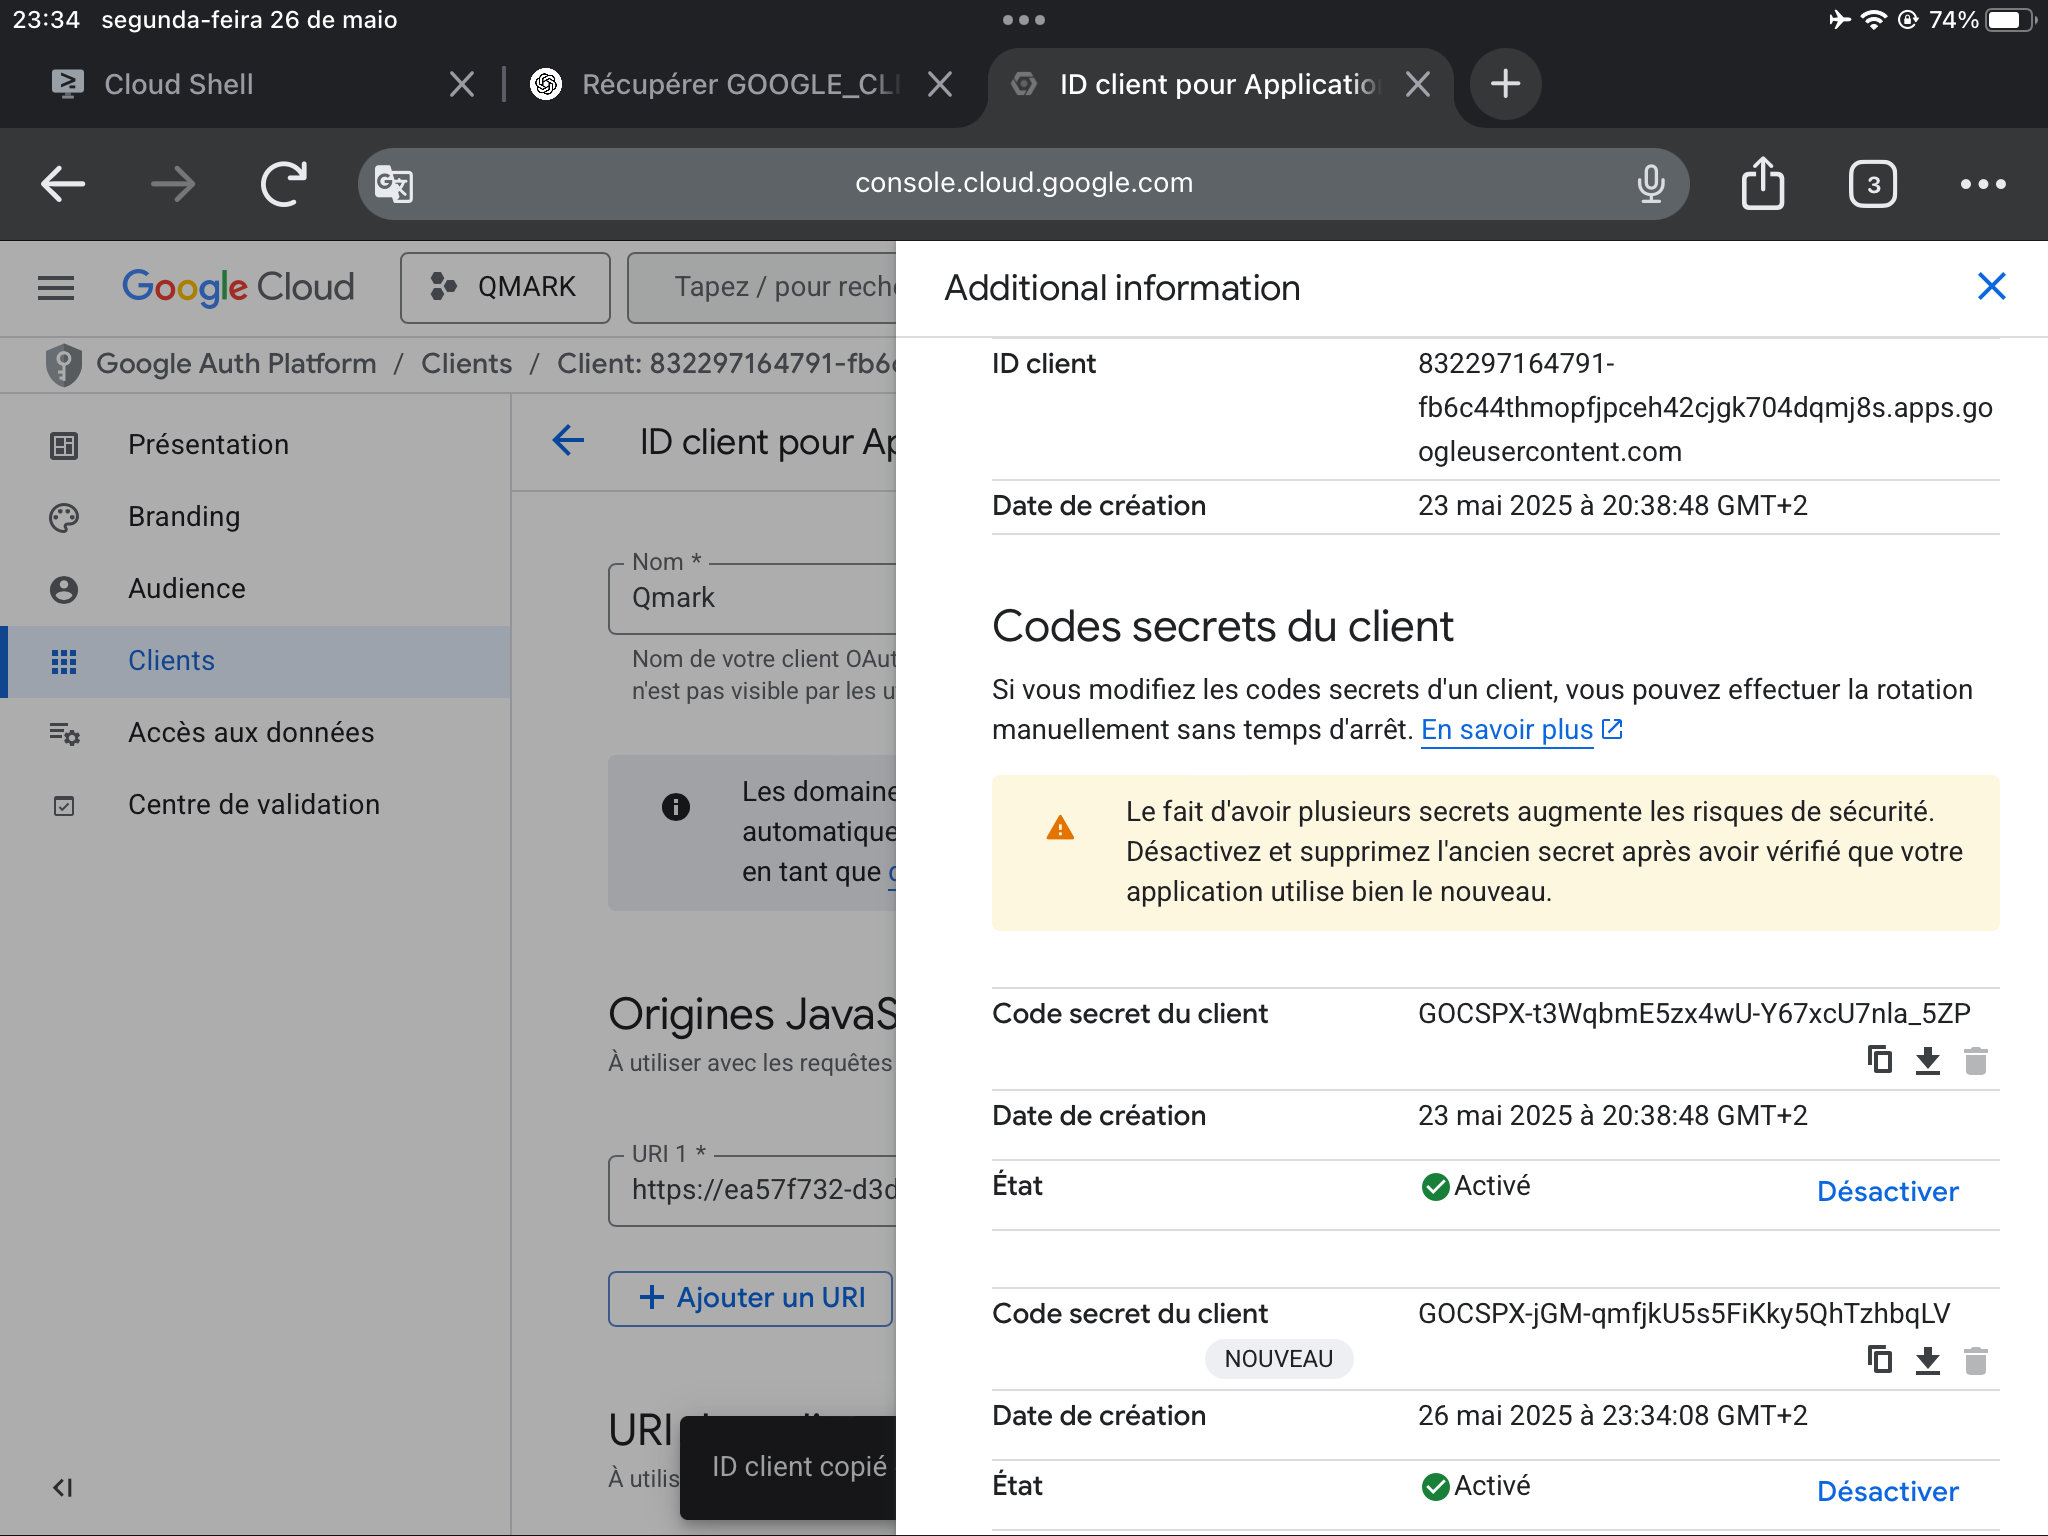 23:34 segunda-feira 26 de maio
74%
Cloud Shell
Récupérer GOOGLE_CLI
ID client pour Applicatio
console.cloud.google.com
3
Google Cloud
QMARK
Tapez / pour reche
Google Auth Platform / Clients / Client: 832297164791-fb6c
Présentation
Branding
Audience
Clients
Accès aux données
Centre de validation
ID client pour Ap
Nom *
Qmark
Nom de votre client OAut
n'est pas visible par les u
Les domaine
automatique
en tant que
Origines JavaS
À utiliser avec les requêtes
URI 1 *
https://ea57f732-d3d
Ajouter un URI
URI
À utilis
ID client copié
Additional information
ID client
832297164791-
fb6c44thmopfjpceh42cjgk704dqmj8s.apps.go
ogleusercontent.com
Date de création
23 mai 2025 à 20:38:48 GMT+2
Codes secrets du client
Si vous modifiez les codes secrets d'un client, vous pouvez effectuer la rotation
manuellement sans temps d'arrêt. En savoir plus
Le fait d'avoir plusieurs secrets augmente les risques de sécurité.
Désactivez et supprimez l'ancien secret après avoir vérifié que votre
application utilise bien le nouveau.
Code secret du client
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
Date de création
23 mai 2025 à 20:38:48 GMT+2
État
Activé
Désactiver
Code secret du client
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
NOUVEAU
Date de création
26 mai 2025 à 23:34:08 GMT+2
État
Activé
Désactiver